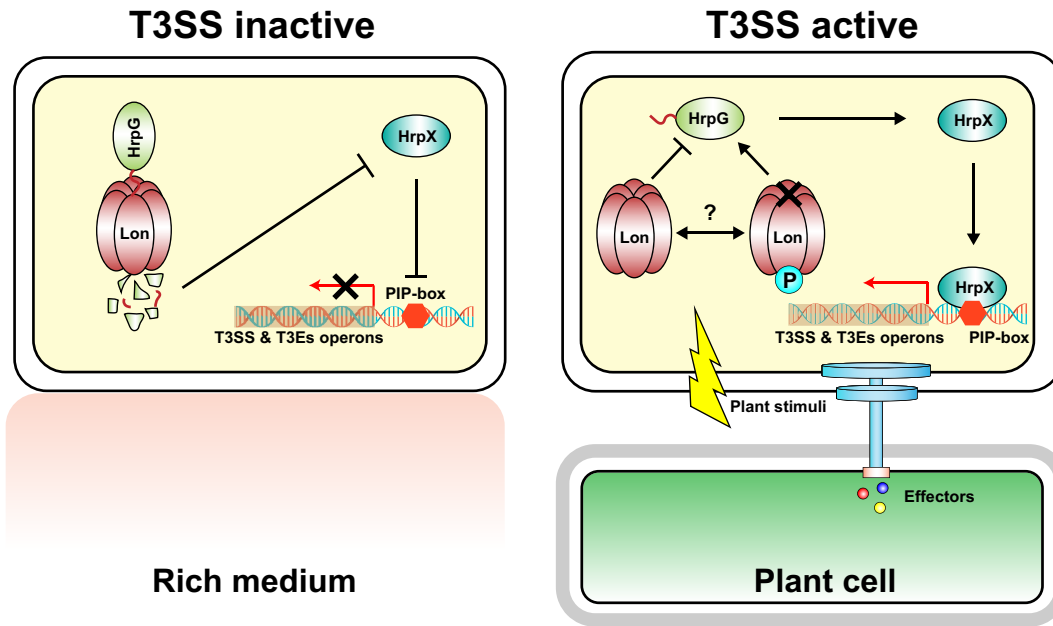 T3SS inactive
HrpG
Lon
HrpX
PIP-box
T3SS & T3Es operons
Rich medium
T3SS active
HrpG
HrpX
Lon
?
Lon
P
HrpX
T3SS & T3Es operons
PIP-box
Plant stimuli
Effectors
Plant cell